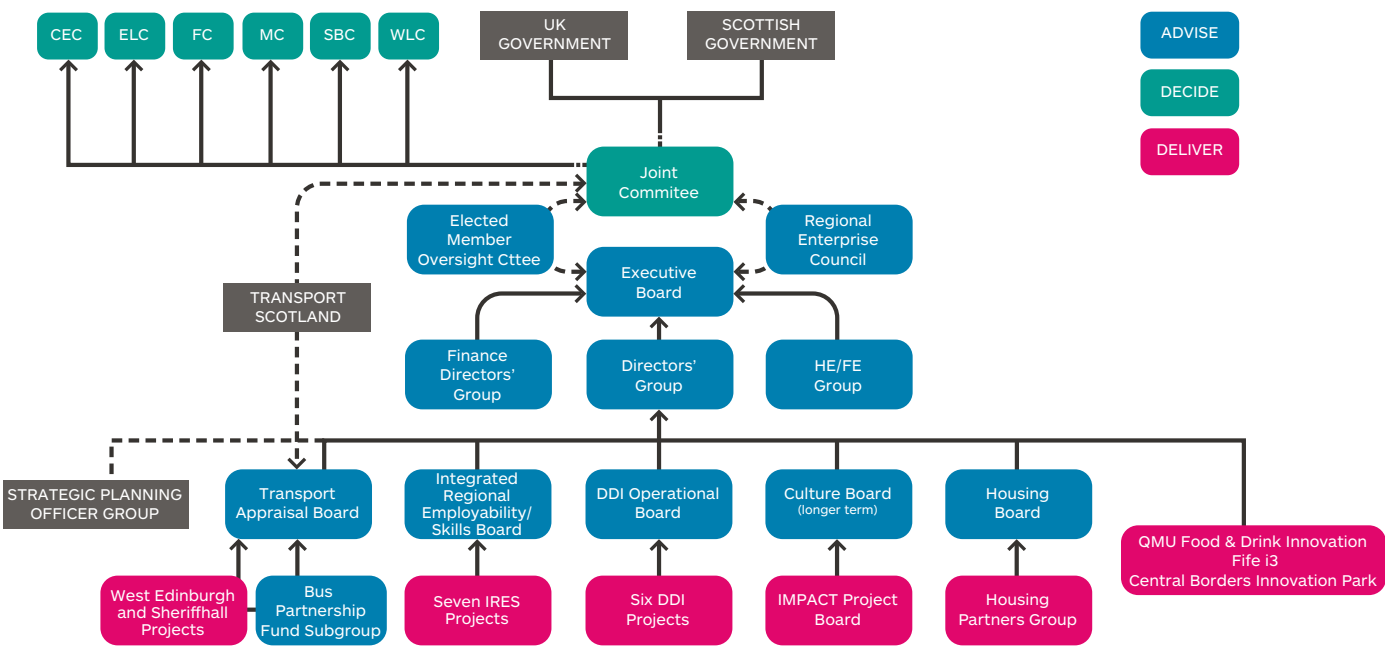 CEC
ELC
FC
MC
SBC
WLC
UK
GOVERNMENT
SCOTTISH
GOVERNMENT
ADVISE
DECIDE
DELIVER
Joint
Commitee
Elected
Member
Oversight Cttee
Regional
Enterprise
Council
Executive
Board
TRANSPORT
SCOTLAND
Finance
Directors’
Group
Directors’
Group
HE/FE
Group
STRATEGIC PLANNING
OFFICER GROUP
Transport
Appraisal Board
Integrated
Regional
Employability/
Skills Board
DDI Operational
Board
Culture Board
(longer term)
Housing
Board
QMU Food & Drink Innovation
Fife i3
Central Borders Innovation Park
West Edinburgh
and Sheriffhall
Projects
Bus
Partnership
Fund Subgroup
Seven IRES
Projects
Six DDI
Projects
IMPACT Project
Board
Housing
Partners Group